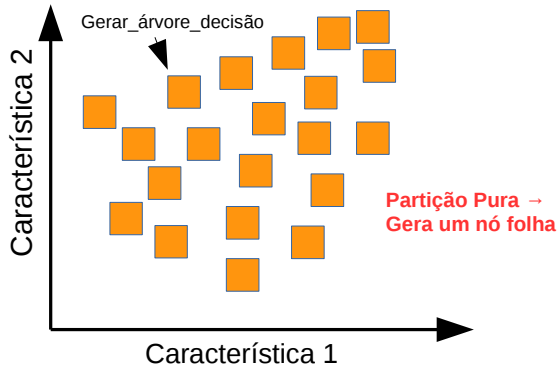 Gerar_árvore_decisão
Característica 2
Partição Pura →
Gera um nó folha
Característica 1